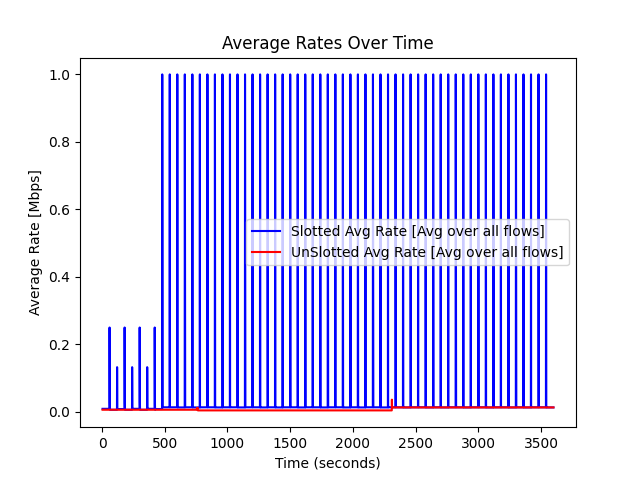 Average Rates Over Time
Average Rate [Mbps]
1.0
0.8
0.6
0.4
0.2
0.0
Slotted Avg Rate [Avg over all flows]
UnSlotted Avg Rate [Avg over all flows]
0 500 1000 1500 2000 2500 3000 3500
Time (seconds)